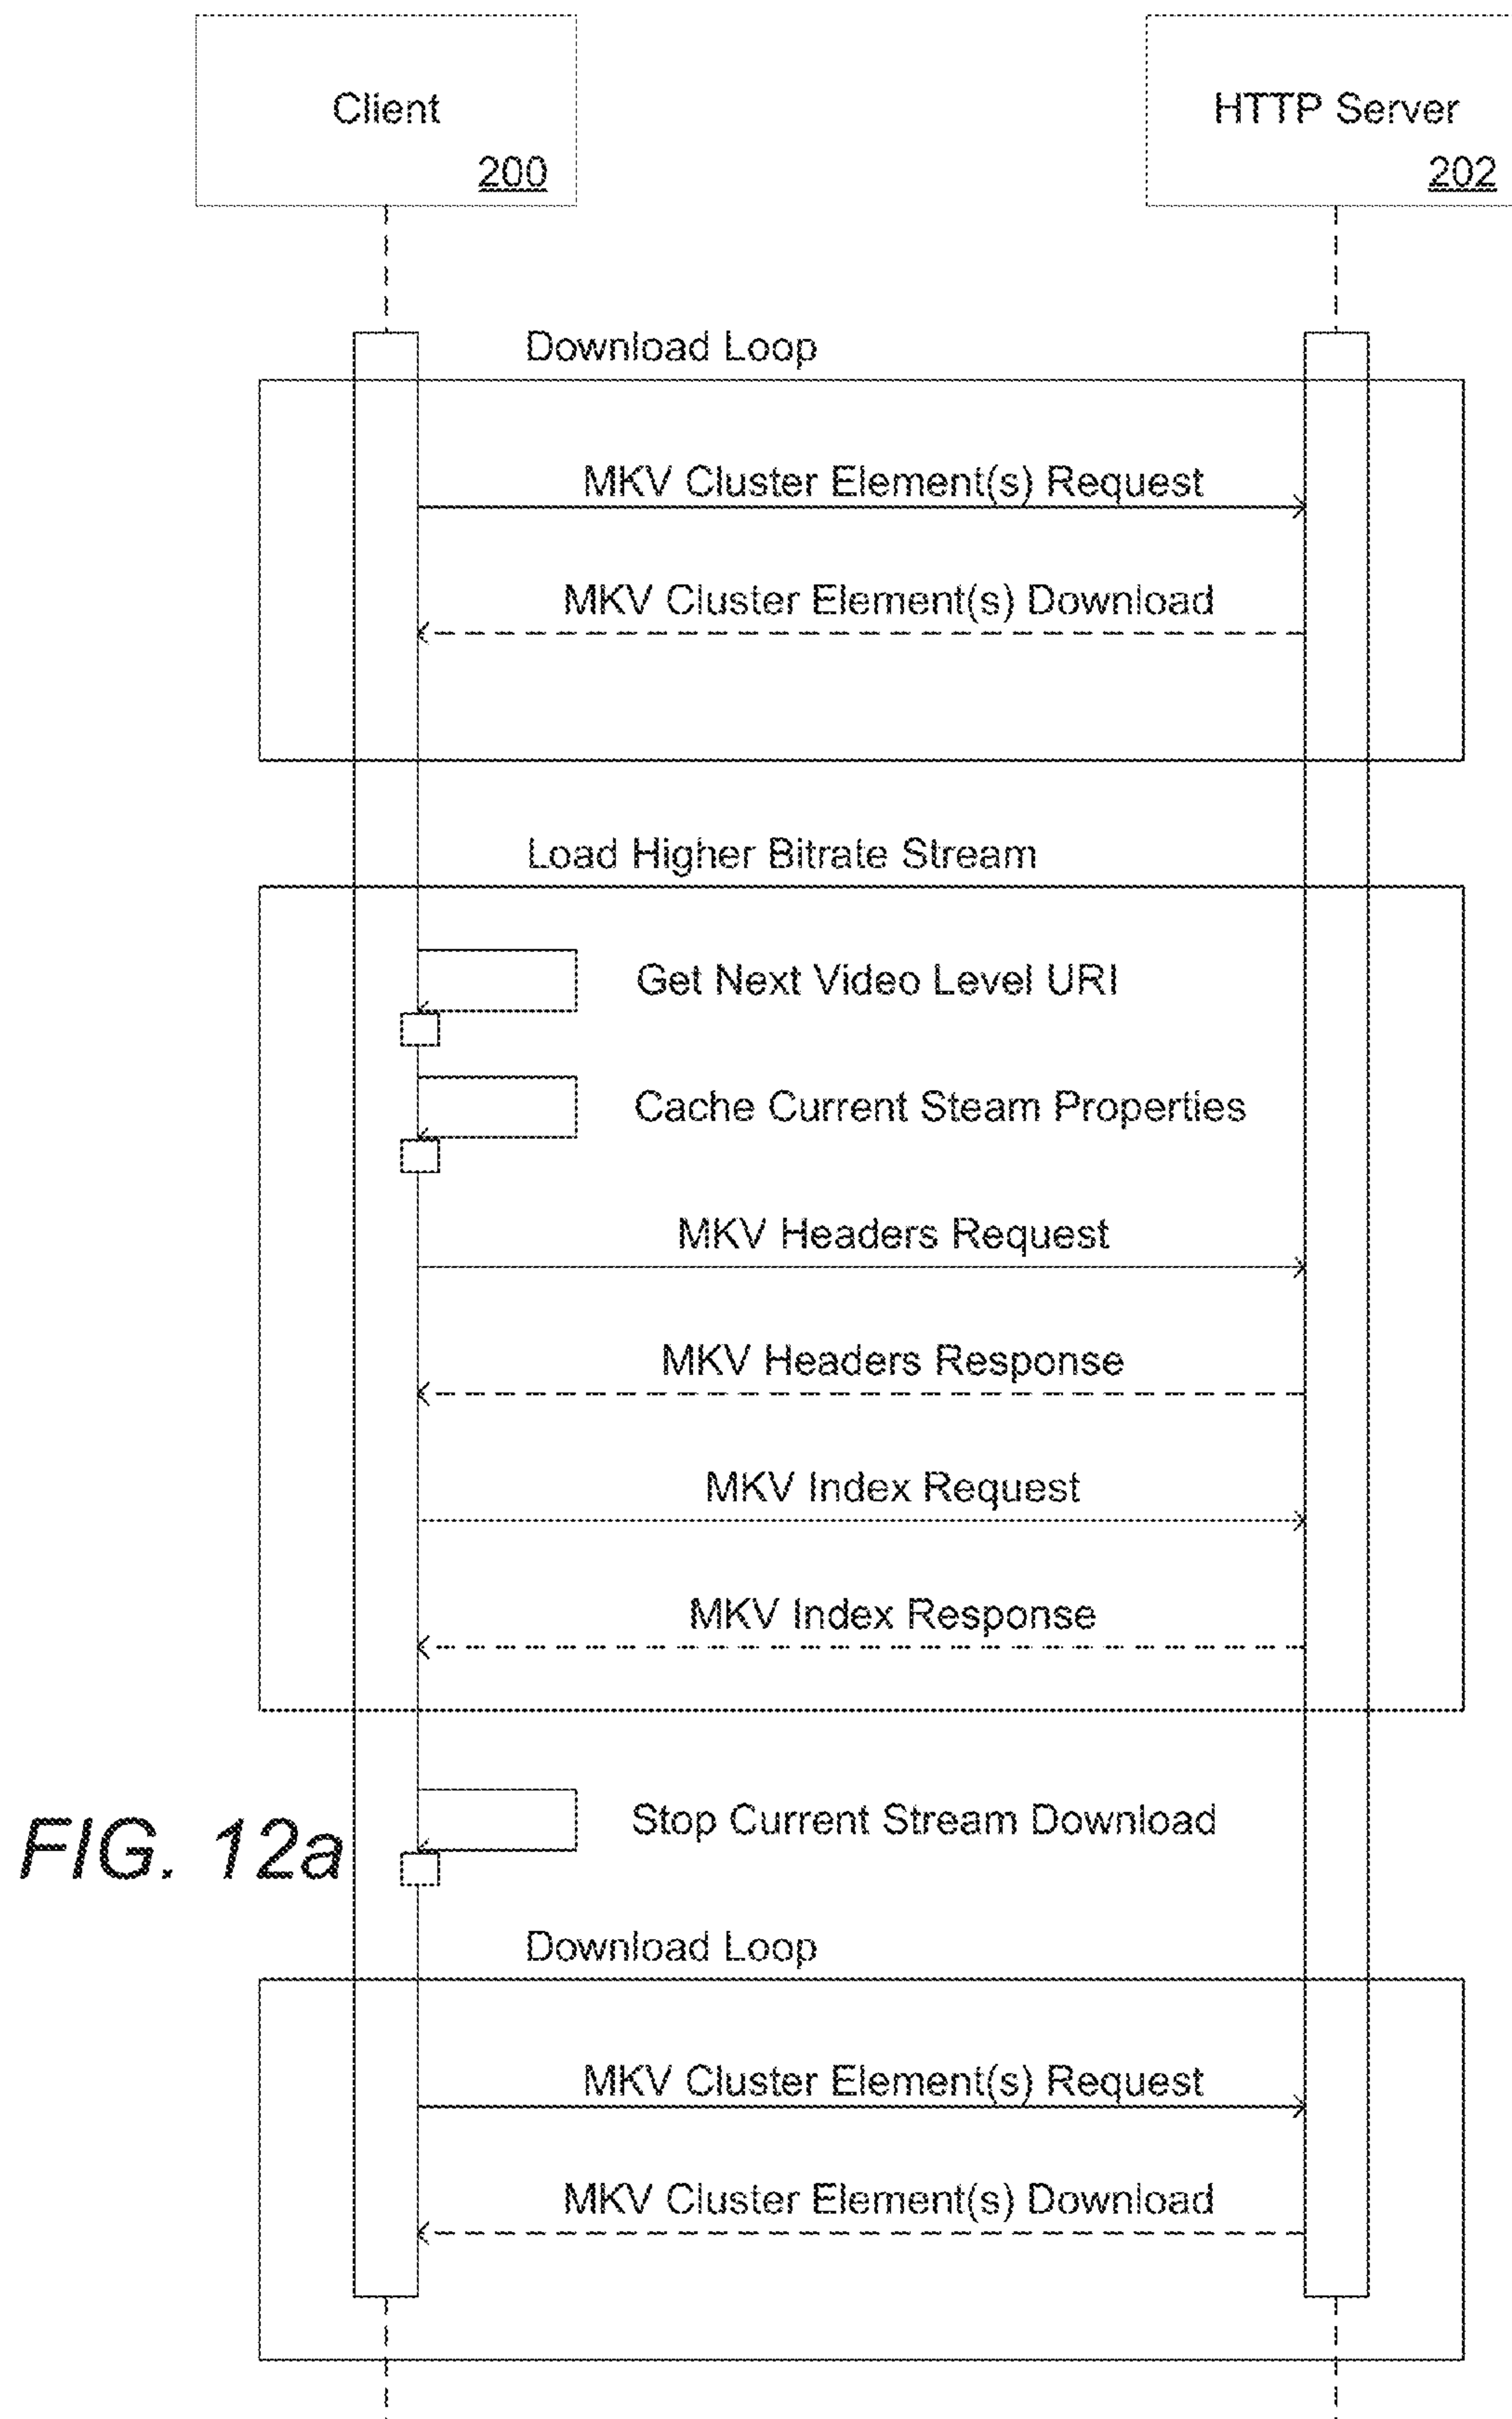 Client
200
HTTP Server
202
Download Loop
MKV Cluster Element(s) Request
MKV Cluster Element(s) Download
Load Higher Bitrate Stream
Get Next Video Level URI
Cache Current Steam Properties
MKV Headers Request
MKV Headers Response
MKV Index Request
MKV Index Response
Stop Current Stream Download
FIG. 12a
Download Loop
MKV Cluster Element(s) Request
MKV Cluster Element(s) Download